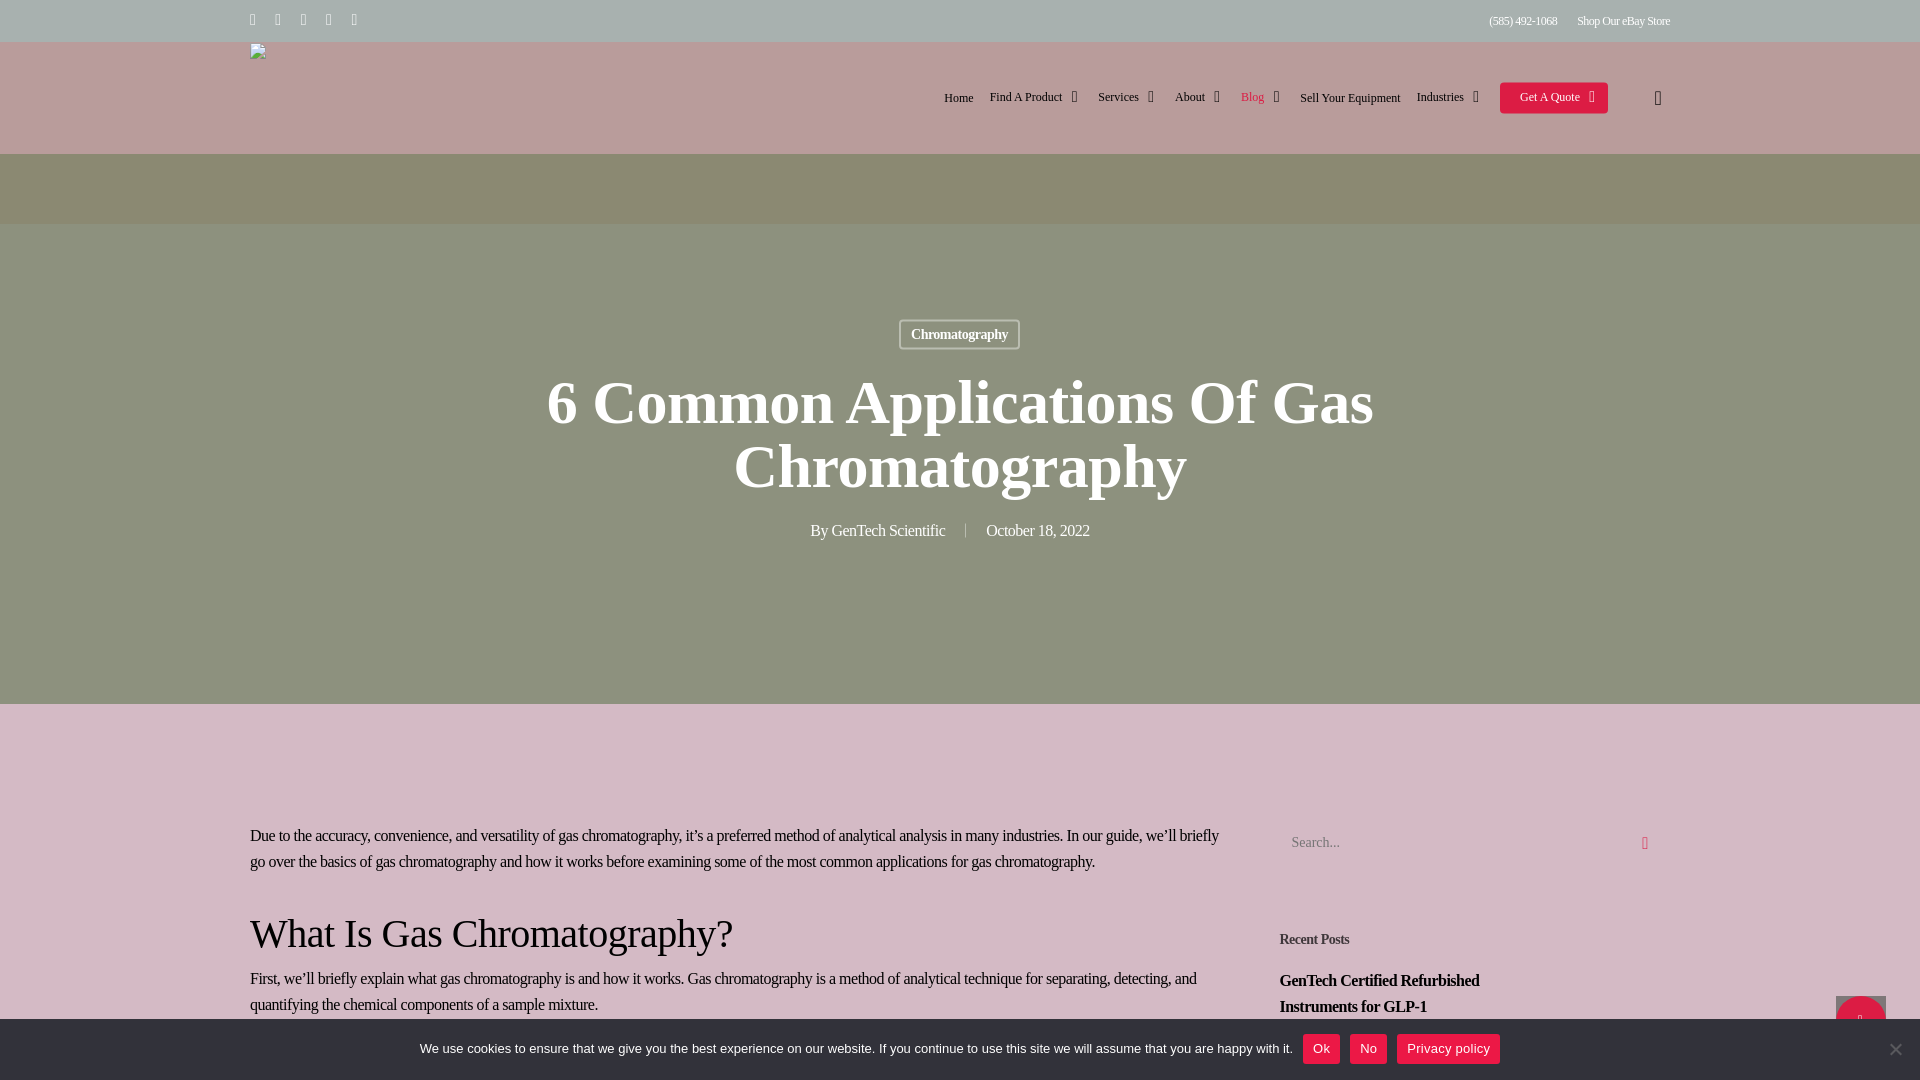 (585) 492-1068 Shop Our eBay Store
Home Find A Product Services About Blog Sell Your Equipment Industries Get A Quote
Chromatography
6 Common Applications Of Gas
Chromatography
By GenTech Scientific October 18, 2022
Due to the accuracy, convenience, and versatility of gas chromatography, it’s a preferred method of analytical analysis in many industries. In our guide, we’ll briefly
go over the basics of gas chromatography and how it works before examining some of the most common applications for gas chromatography.
Search...
What Is Gas Chromatography?
First, we’ll briefly explain what gas chromatography is and how it works. Gas chromatography is a method of analytical technique for separating, detecting, and
quantifying the chemical components of a sample mixture.
Recent Posts
GenTech Certified Refurbished
Instruments for GLP-1
We use cookies to ensure that we give you the best experience on our website. If you continue to use this site we will assume that you are happy with it. Ok No Privacy policy